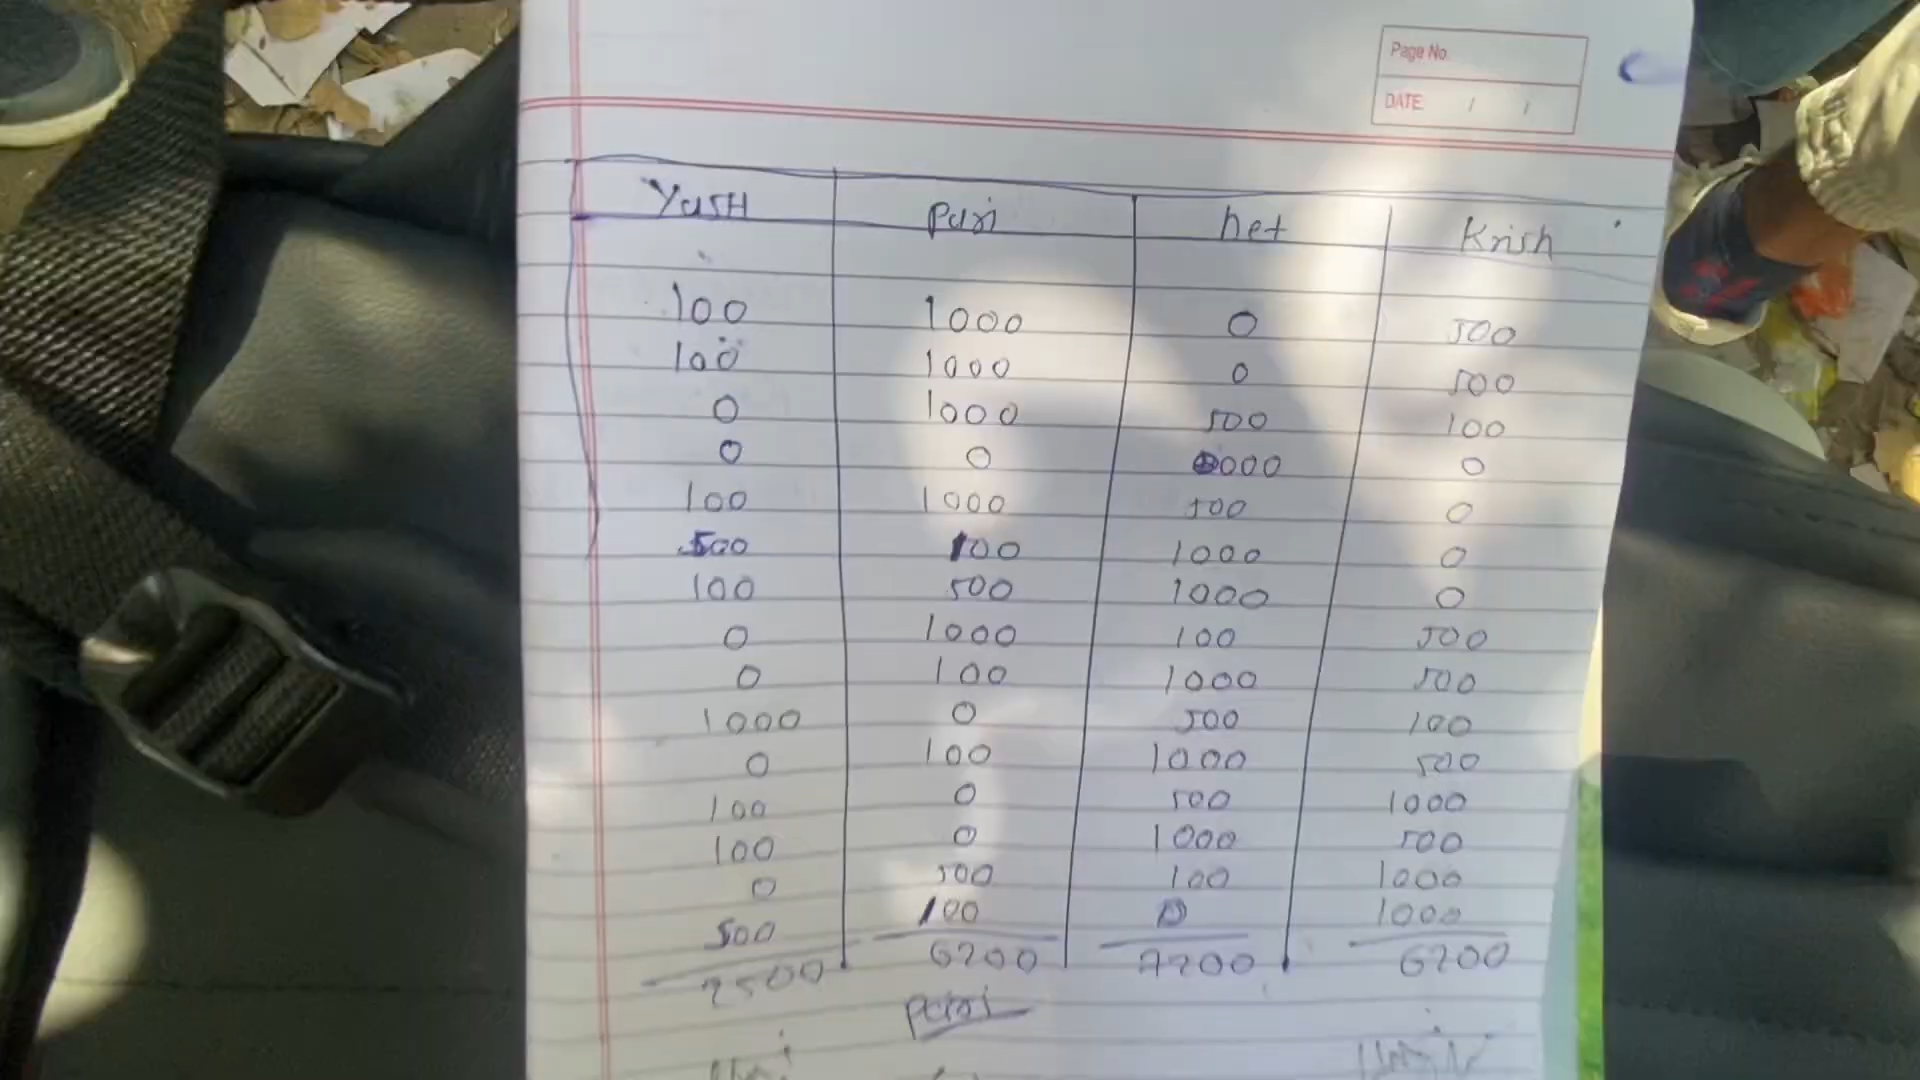 Page No.
DATE / /
YASH Pari het Krish
100 1000 0 500
100 1000 0 500
0 1000 500 100
0 0 000 0
100 1000 500 0
500 100 1000 0
100 500 1000 0
0 1000 100 500
0 100 1000 500
1000 0 500 100
0 100 1000 500
100 0 500 1000
100 0 1000 500
0 500 100 1000
500 100 0 1000
2500 6200 7200 6200
Pari